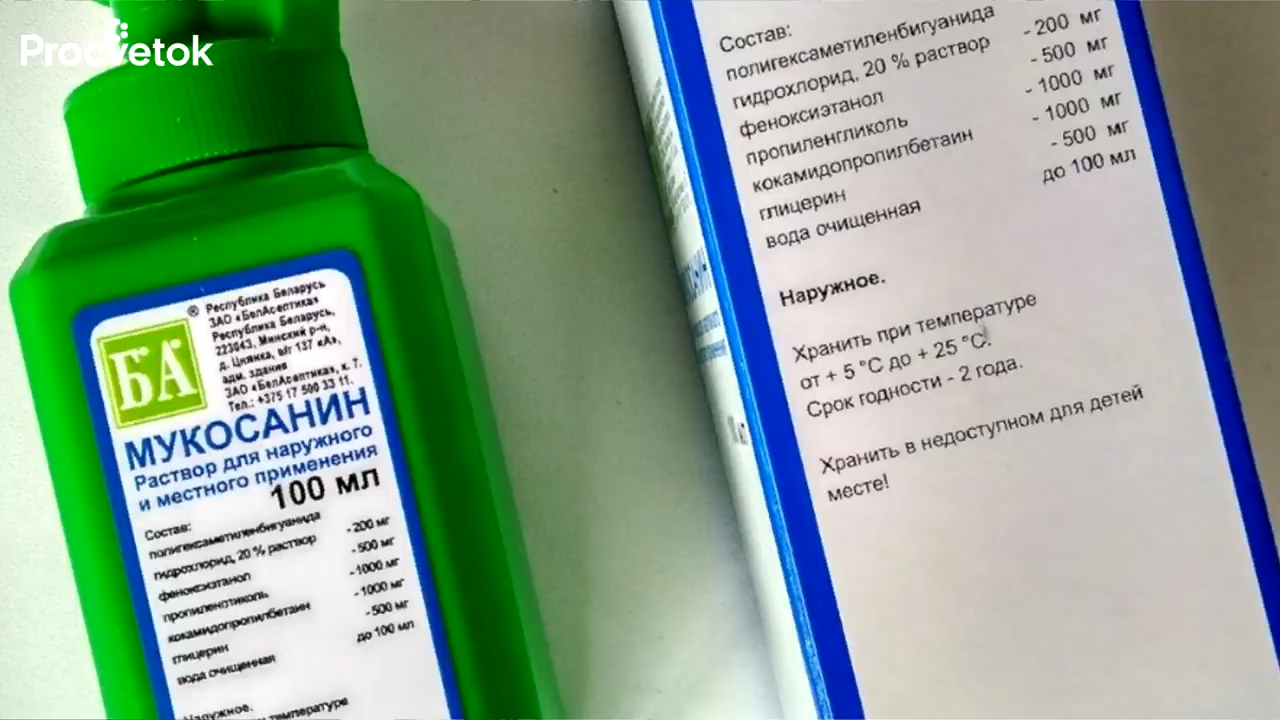 Procvetok
БА
®
Республика Беларусь
ЗАО «БелАсептика»
Республика Беларусь,
223043, Минский р-н,
д. Цнянка, а/г 137 «А»,
адм. здание
ЗАО «БелАсептика», к. 7.
Тел.: +375 17 500 33 11.
МУКОСАНИН
Раствор для наружного
и местного применения
100 мл
Состав:
полигексаметиленбигуанида
гидрохлорид, 20 % раствор - 200 мг
феноксиэтанол - 500 мг
пропиленгликоль - 1000 мг
кокамидопропилбетаин - 1000 мг
глицерин - 500 мг
вода очищенная до 100 мл
Наружное.
температуре
Состав:
полигексаметиленбигуанида
гидрохлорид, 20 % раствор - 200 мг
феноксиэтанол - 500 мг
пропиленгликоль - 1000 мг
кокамидопропилбетаин - 1000 мг
глицерин - 500 мг
вода очищенная до 100 мл
Наружное.
Хранить при температуре
от + 5 °С до + 25 °С.
Срок годности - 2 года.
Хранить в недоступном для детей
месте!